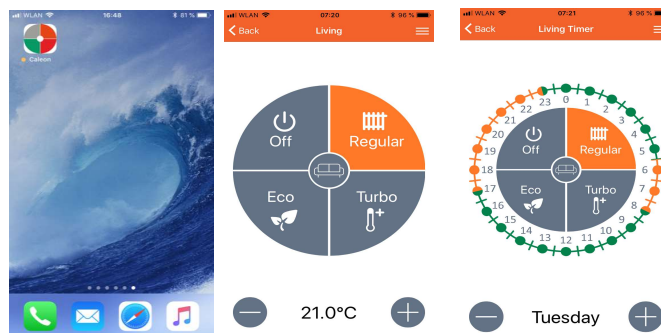 WLAN 16:48 81 %
Caleon
WLAN 07:20 96 %
Back Living
Off Regular
Eco Turbo
21.0°C
WLAN 07:21 96 %
Back Living Timer
0
1
2
3
4
5
6
7
8
9
10
11
12
13
14
15
16
17
18
19
20
21
22
23
Off Regular
Eco Turbo
Tuesday